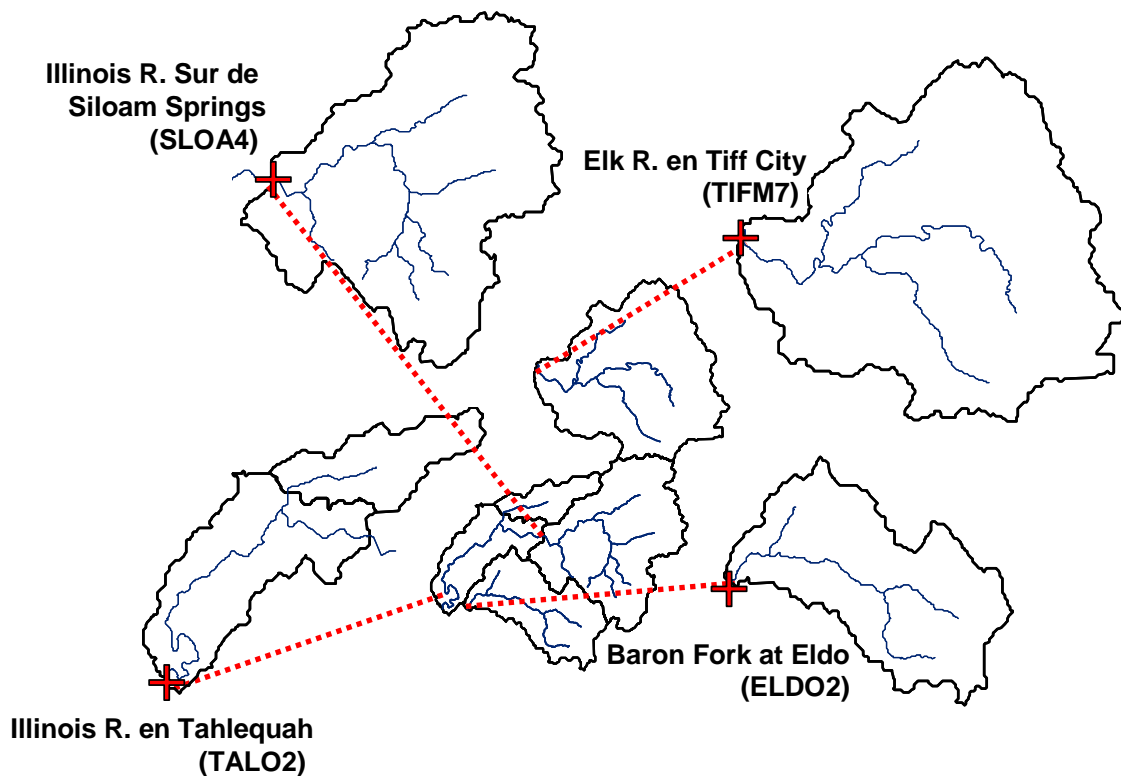 Illinois R. Sur de
Siloam Springs
(SLOA4)
Elk R. en Tiff City
(TIFM7)
Baron Fork at Eldo
(ELDO2)
Illinois R. en Tahlequah
(TALO2)